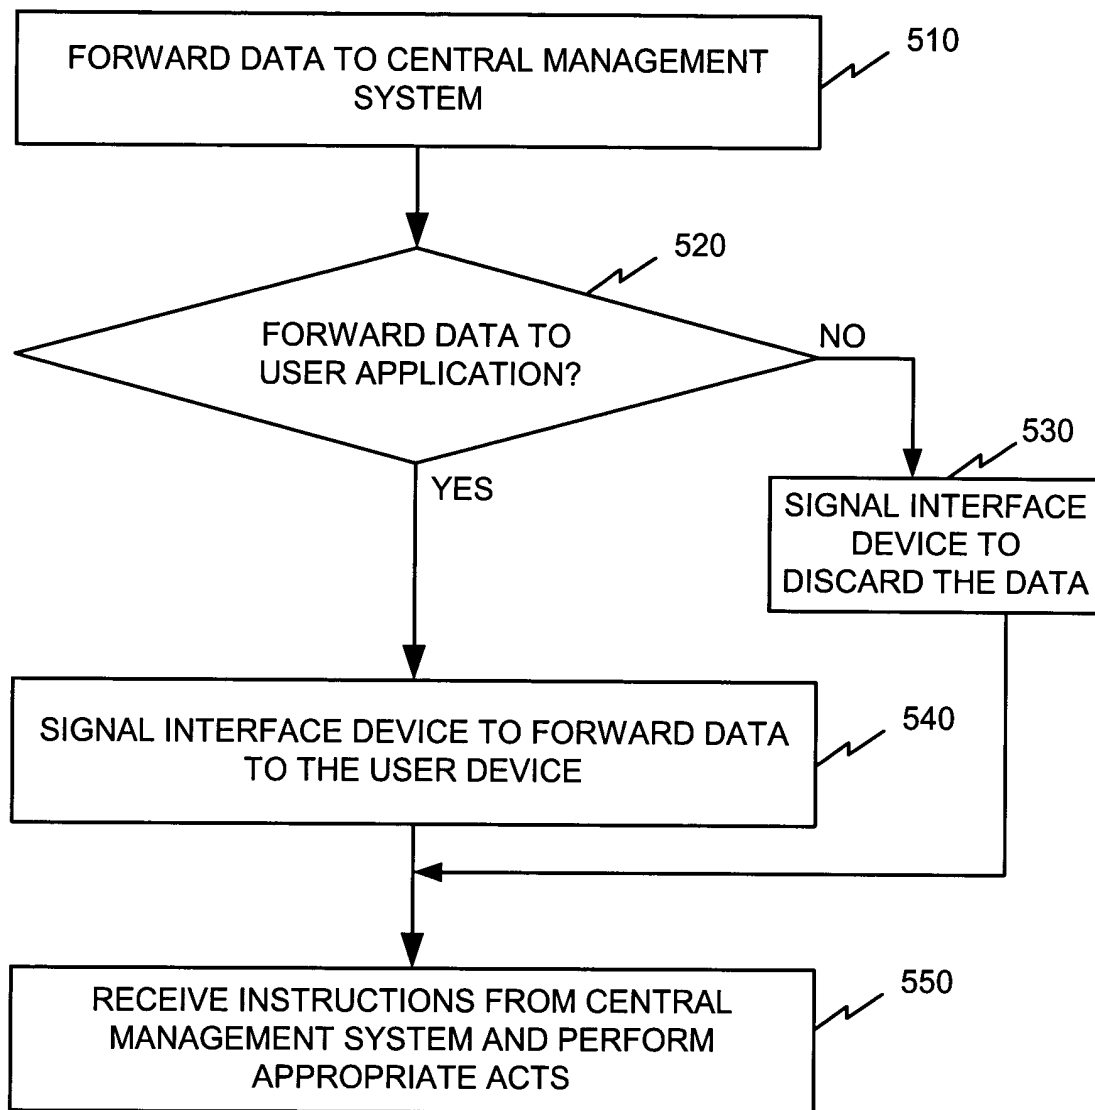 FORWARD DATA TO CENTRAL MANAGEMENT
SYSTEM
510
520
FORWARD DATA TO
USER APPLICATION?
NO
YES
530
SIGNAL INTERFACE
DEVICE TO
DISCARD THE DATA
SIGNAL INTERFACE DEVICE TO FORWARD DATA
TO THE USER DEVICE
540
RECEIVE INSTRUCTIONS FROM CENTRAL
MANAGEMENT SYSTEM AND PERFORM
APPROPRIATE ACTS
550